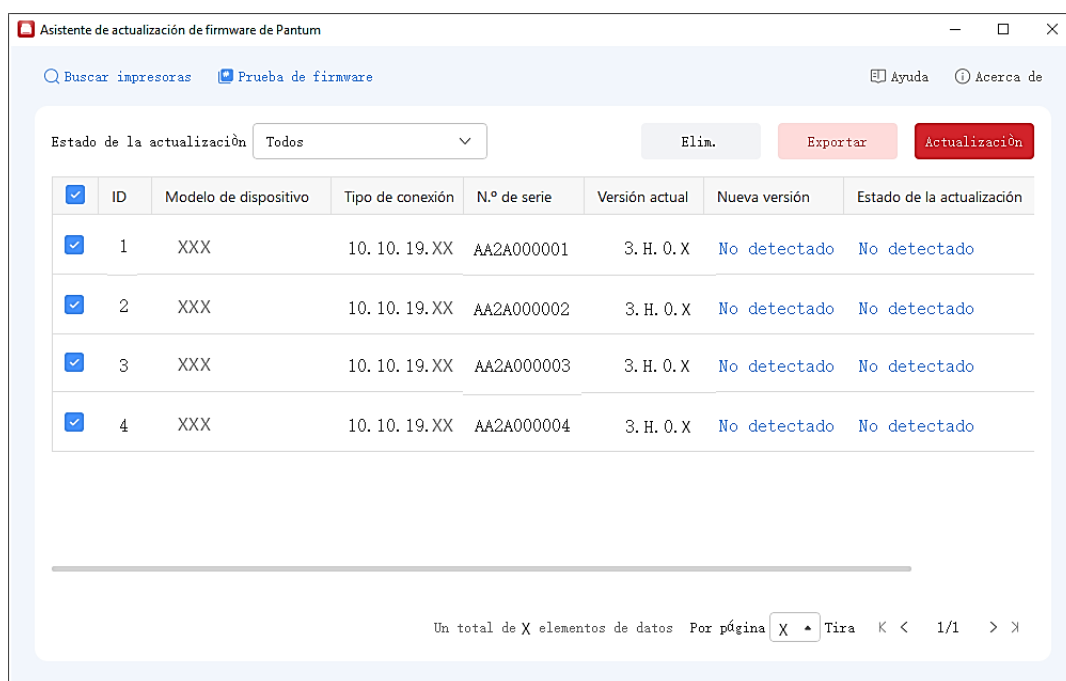 Asistente de actualización de firmware de Pantum
Buscar impresoras Prueba de firmware Ayuda Acerca de
Estado de la actualizaciòn Todos Elim. Exportar Actualizaciòn
ID Modelo de dispositivo Tipo de conexión N.º de serie Versión actual Nueva versión Estado de la actualización
1 XXX 10.10.19.XX AA2A000001 3.H.0.X No detectado No detectado
2 XXX 10.10.19.XX AA2A000002 3.H.0.X No detectado No detectado
3 XXX 10.10.19.XX AA2A000003 3.H.0.X No detectado No detectado
4 XXX 10.10.19.XX AA2A000004 3.H.0.X No detectado No detectado
Un total de X elementos de datos Por página X Tira 1/1